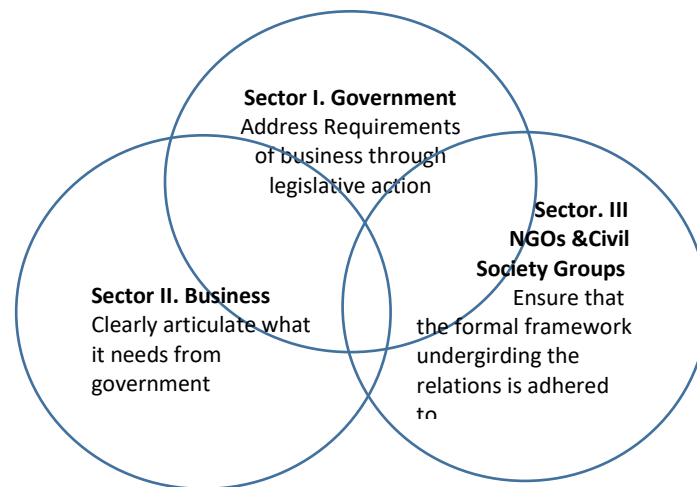 Sector I. Government
Address Requirements
of business through
legislative action
Sector II. Business
Clearly articulate what
it needs from
government
Sector. III
NGOs &Civil
Society Groups
Ensure that
the formal framework
undergirding the
relations is adhered
to